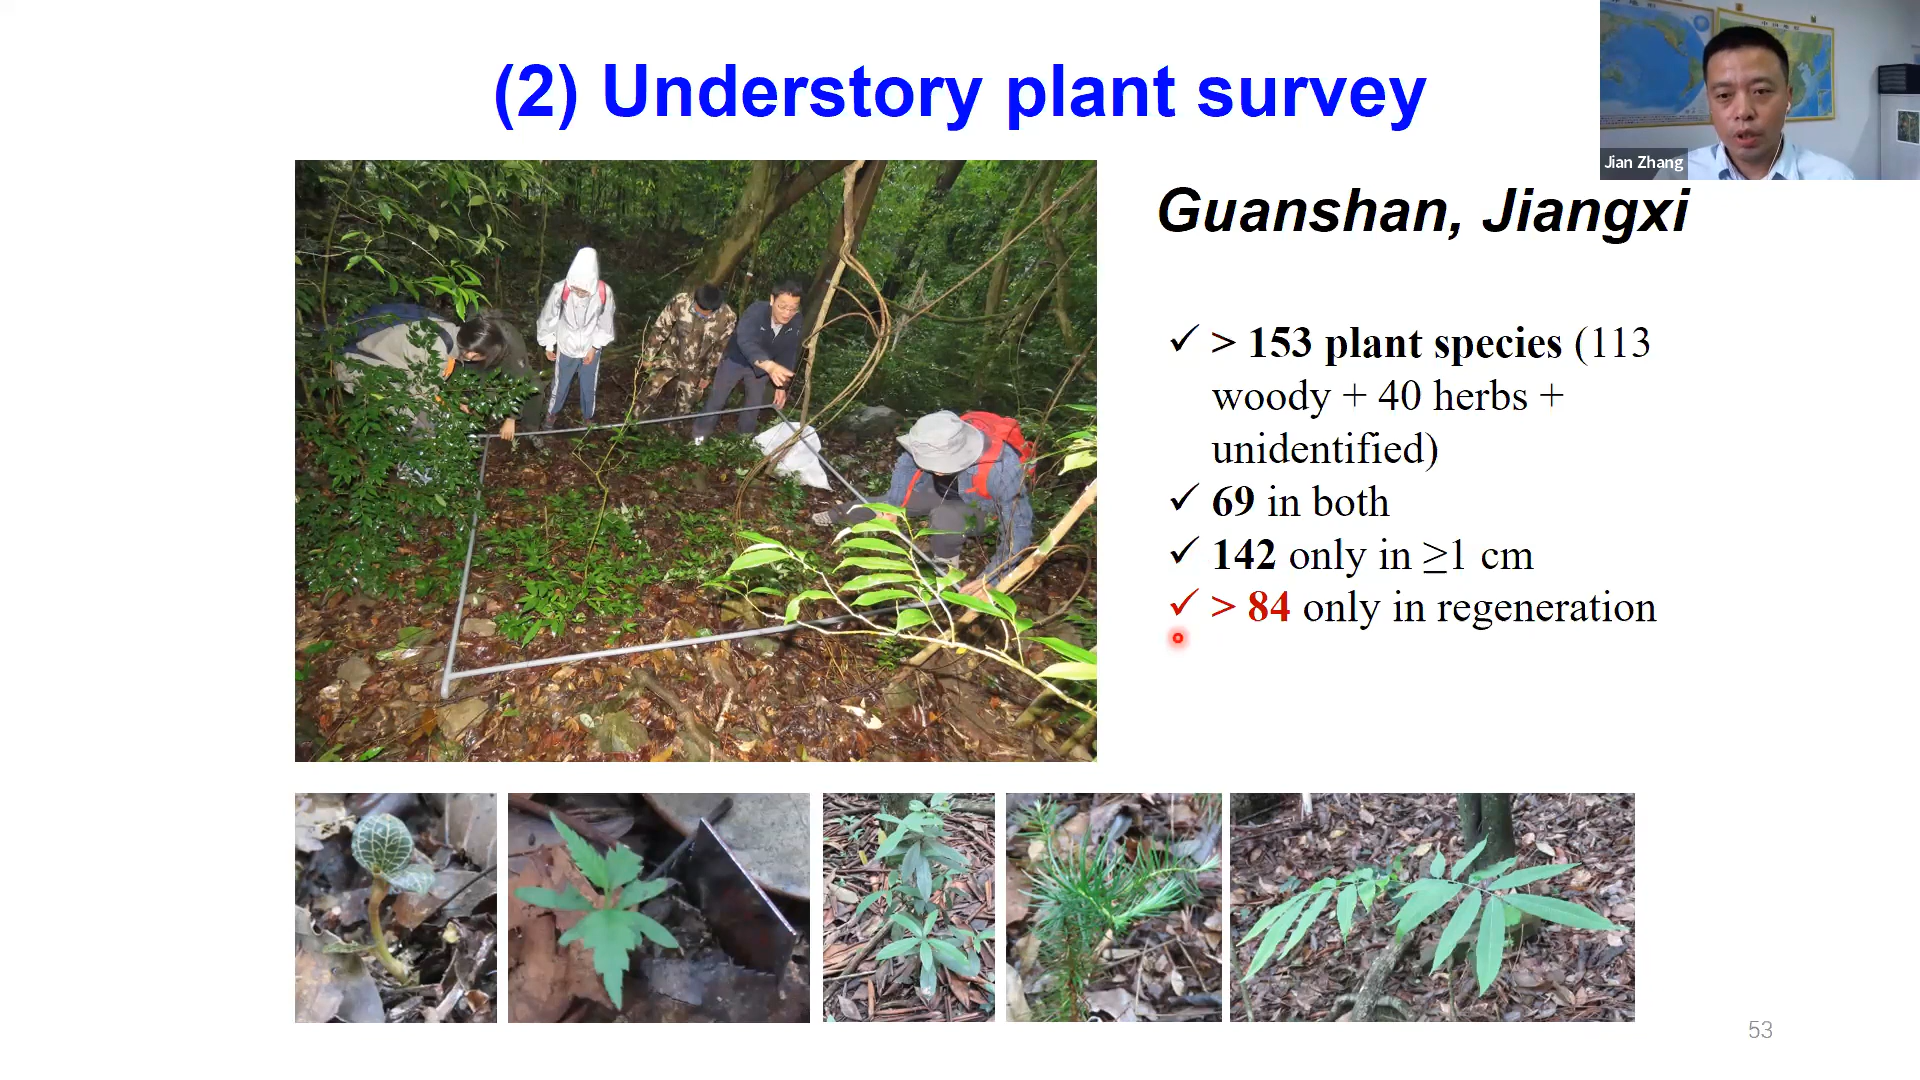 (2) Understory plant survey
Jian Zhang
Guanshan, Jiangxi
✓ > 153 plant species (113
woody + 40 herbs +
unidentified)
✓ 69 in both
✓ 142 only in ≥1 cm
✓ > 84 only in regeneration
53